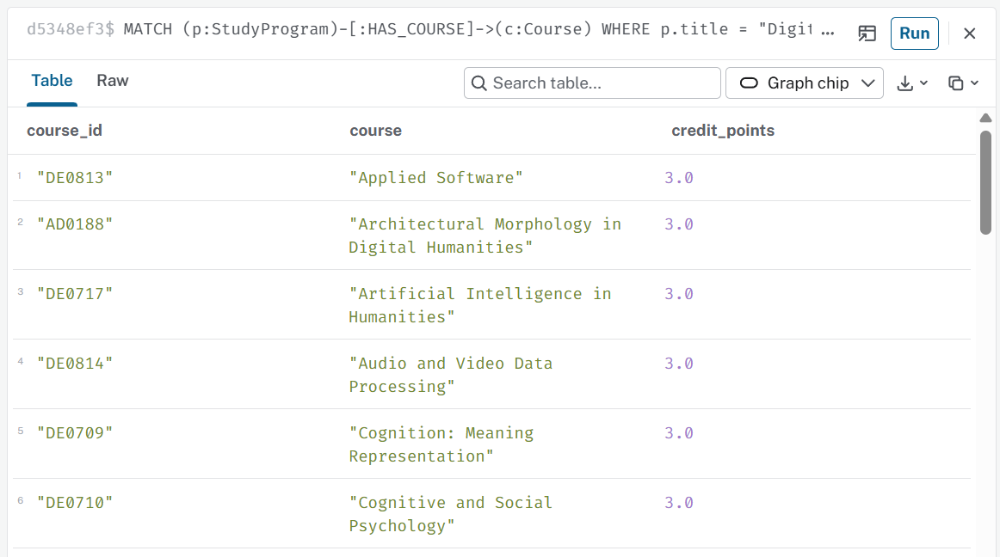 d5348ef3$ MATCH (p:StudyProgram)-[:HAS_COURSE]->(c:Course) WHERE p.title = "Digit ... Run
Table Raw Search table... Graph chip
course_id course credit_points
1 "DE0813" "Applied Software" 3.0
2 "AD0188" "Architectural Morphology in 3.0
Digital Humanities"
3 "DE0717" "Artificial Intelligence in 3.0
Humanities"
4 "DE0814" "Audio and Video Data 3.0
Processing"
5 "DE0709" "Cognition: Meaning 3.0
Representation"
6 "DE0710" "Cognitive and Social 3.0
Psychology"